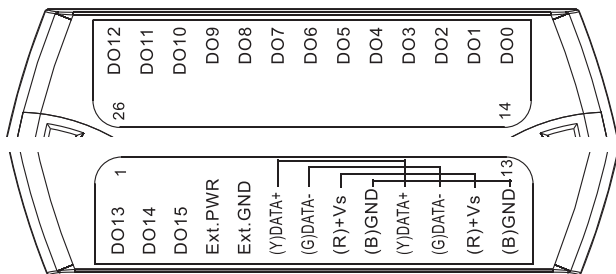 DO12
DO11
DO10
DO9
DO8
DO7
DO6
DO5
DO4
DO3
DO2
DO1
DO0
26
14
1
13
DO13
DO14
DO15
Ext.PWR
Ext.GND
(Y)DATA+
(G)DATA-
(R)+Vs
(B)GND
(Y)DATA+
(G)DATA-
(R)+Vs
(B)GND